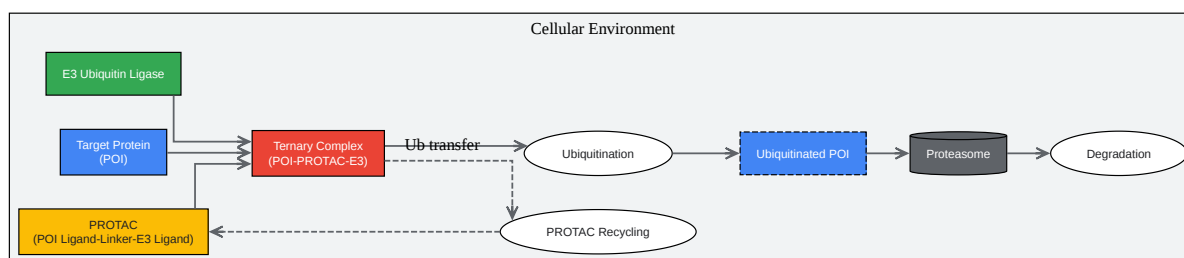 Cellular Environment
E3 Ubiquitin Ligase
Target Protein
(POI)
Ternary Complex
(POI-PROTAC-E3)
Ub transfer
Ubiquitination
Ubiquitinated POI
Proteasome
Degradation
PROTAC
(POI Ligand-Linker-E3 Ligand)
PROTAC Recycling